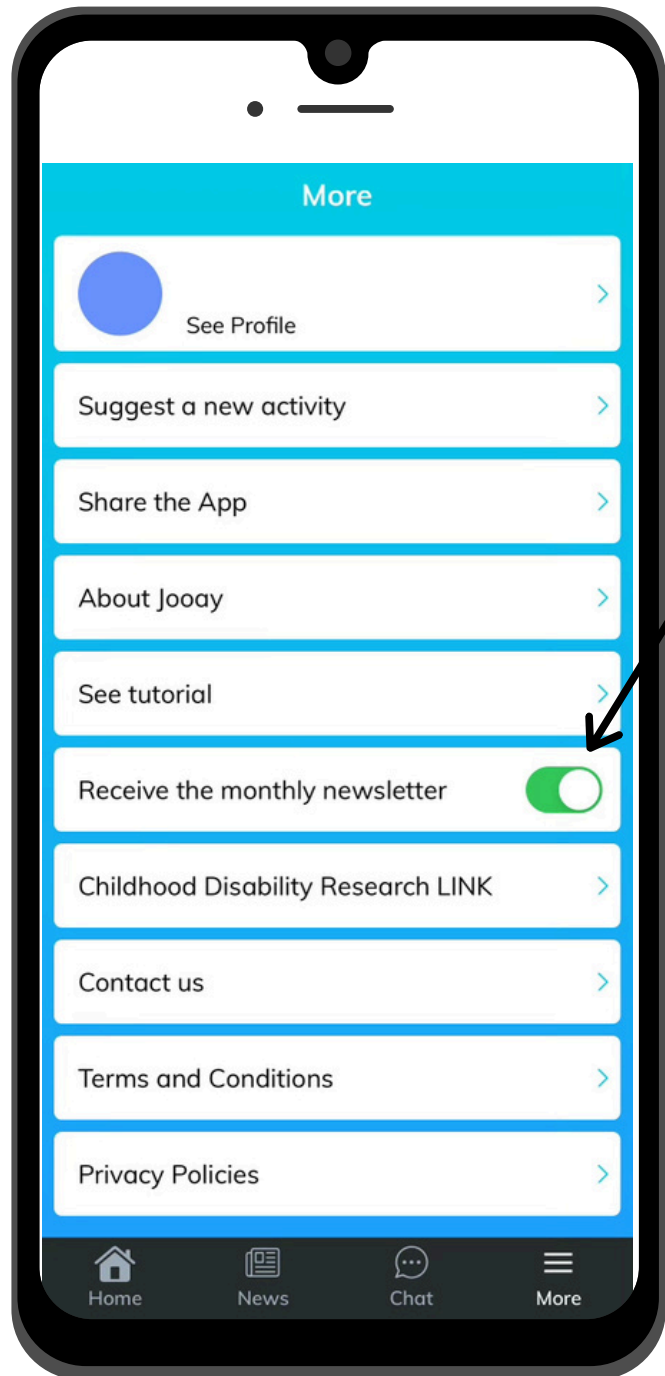 More
See Profile
Suggest a new activity
Share the App
About Jooay
See tutorial
Receive the monthly newsletter
Childhood Disability Research LINK
Contact us
Terms and Conditions
Privacy Policies
Home News Chat More